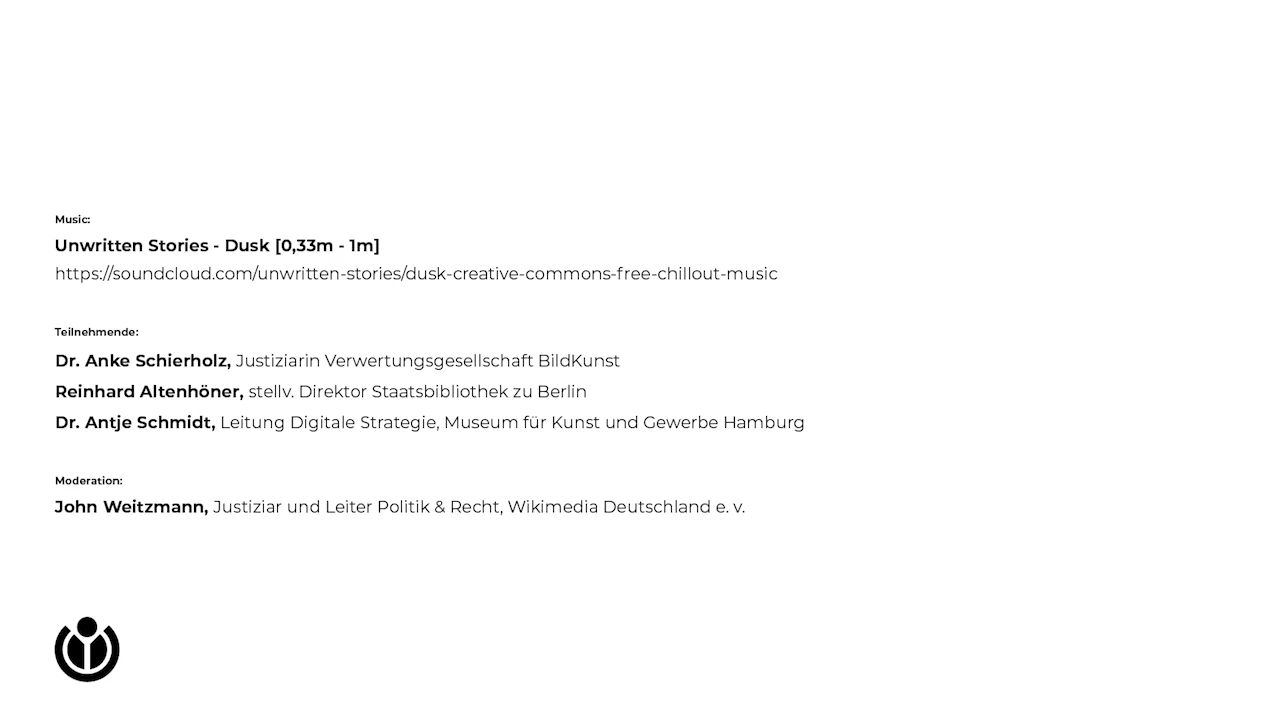 Music:
Unwritten Stories - Dusk [0,33m - 1m]
https://soundcloud.com/unwritten-stories/dusk-creative-commons-free-chillout-music
Teilnehmende:
Dr. Anke Schierholz, Justiziarin Verwertungsgesellschaft BildKunst
Reinhard Altenhöner, stellv. Direktor Staatsbibliothek zu Berlin
Dr. Antje Schmidt, Leitung Digitale Strategie, Museum für Kunst und Gewerbe Hamburg
Moderation:
John Weitzmann, Justiziar und Leiter Politik & Recht, Wikimedia Deutschland e. v.